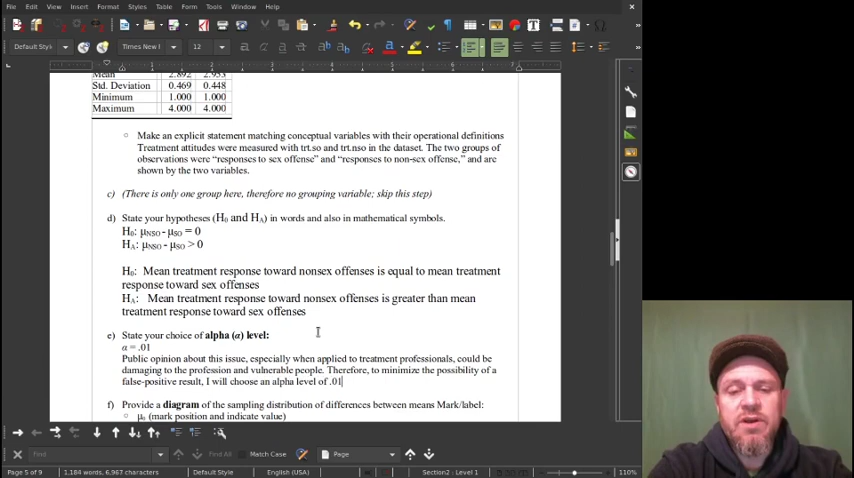 File Edit View Insert Format Styles Table Form Tools Window Help
Default Styl Times New I 12
Mean 2.892 2.953
Std. Deviation 0.469 0.448
Minimum 1.000 1.000
Maximum 4.000 4.000
○ Make an explicit statement matching conceptual variables with their operational definitions
Treatment attitudes were measured with trt.so and trt.nso in the dataset. The two groups of
observations were "responses to sex offense" and "responses to non-sex offense," and are
shown by the two variables.
c) (There is only one group here, therefore no grouping variable; skip this step)
d) State your hypotheses (H0 and HA) in words and also in mathematical symbols.
H0: μNSO - μSO = 0
HA: μNSO - μSO > 0
H0: Mean treatment response toward nonsex offenses is equal to mean treatment
response toward sex offenses
HA: Mean treatment response toward nonsex offenses is greater than mean
treatment response toward sex offenses
e) State your choice of alpha (α) level:
α = .01
Public opinion about this issue, especially when applied to treatment professionals, could be
damaging to the profession and vulnerable people. Therefore, to minimize the possibility of a
false-positive result, I will choose an alpha level of .01
f) Provide a diagram of the sampling distribution of differences between means Mark/label:
○ μ0 (mark position and indicate value)
Find Find All Match Case Page
Page 5 of 9 1,184 words, 6,967 characters Default Style English (USA) Section2 - Level 1 110%